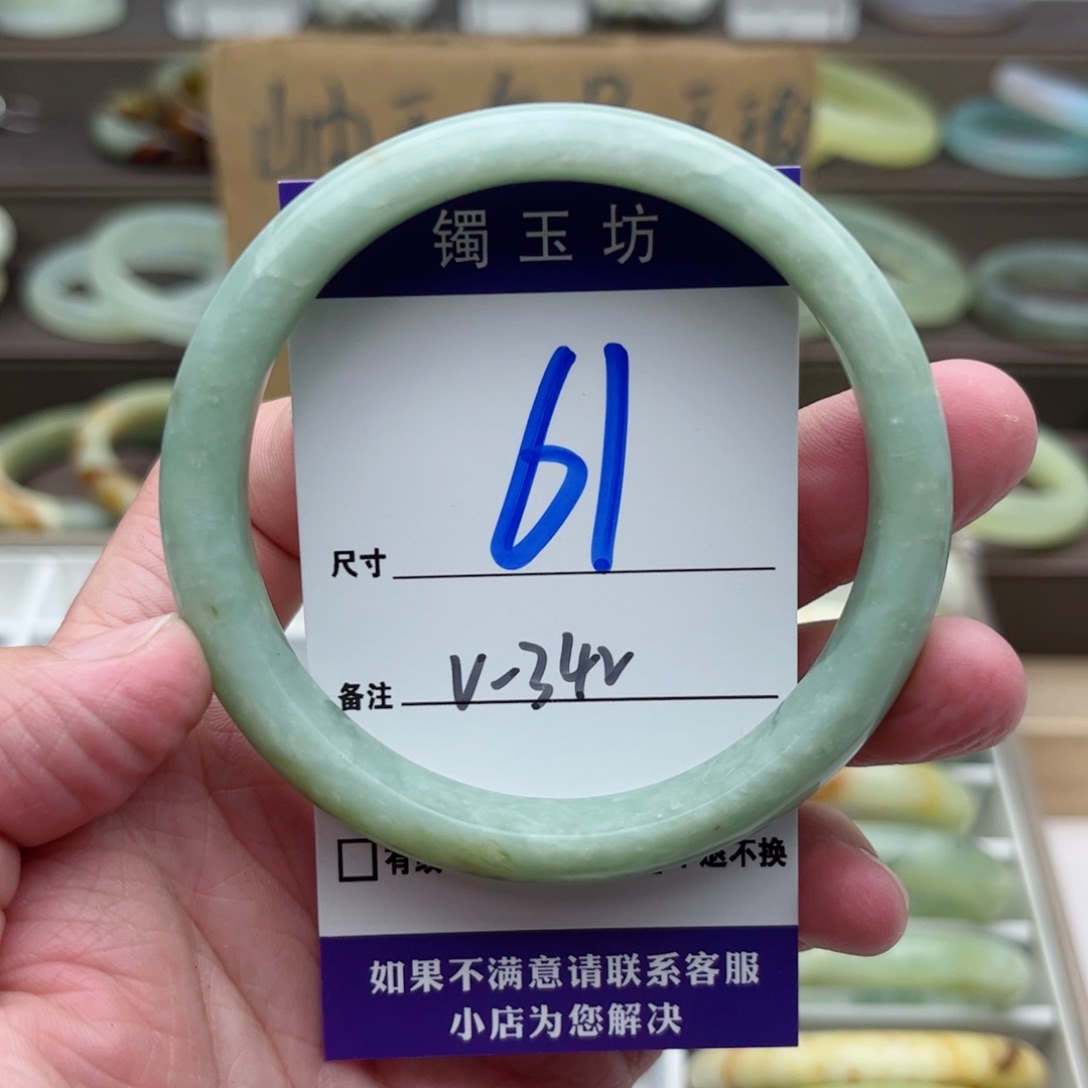 镯玉坊
61
尺寸
备注 V-342
不换
如果不满意请联系客服
小店为您解决